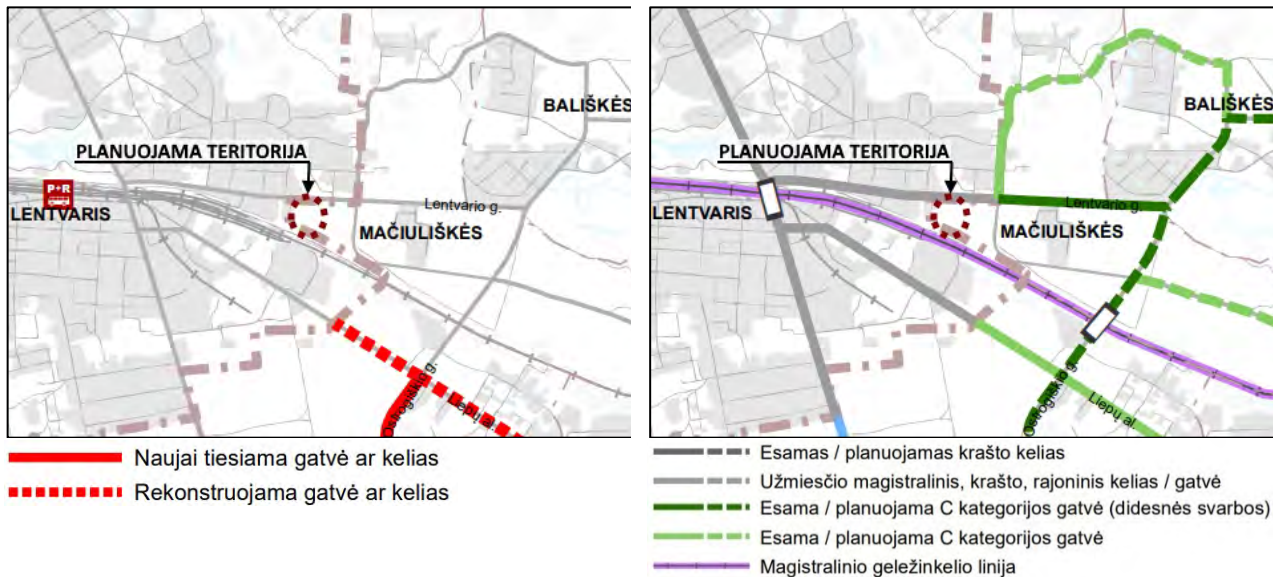 BALIŠKĖS
PLANUOJAMA TERITORIJA
P+R
LENTVARIS
Lentvario g.
MAČIULIŠKĖS
Ostrogiškio g.
Liepų al.
Naujai tiesiama gatvė ar kelias
Rekonstruojama gatvė ar kelias
BALIŠKĖS
PLANUOJAMA TERITORIJA
LENTVARIS
Lentvario g.
MAČIULIŠKĖS
Ostrogiškio g.
Liepų al.
Esamas / planuojamas krašto kelias
Užmiesčio magistralinis, krašto, rajoninis kelias / gatvė
Esama / planuojama C kategorijos gatvė (didesnės svarbos)
Esama / planuojama C kategorijos gatvė
Magistralinio geležinkelio linija